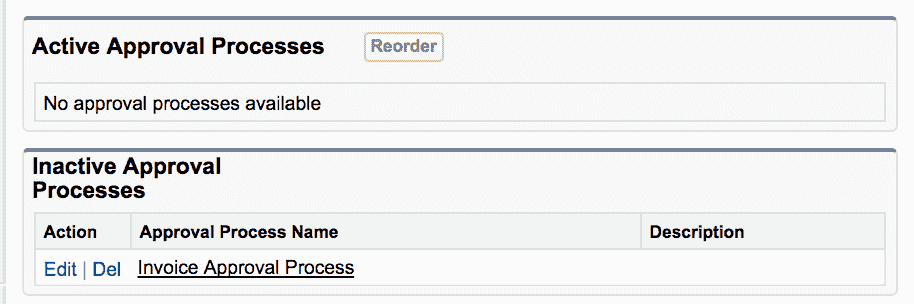 Active Approval Processes Reorder
No approval processes available
Inactive Approval
Processes
Action Approval Process Name Description
Edit | Del Invoice Approval Process